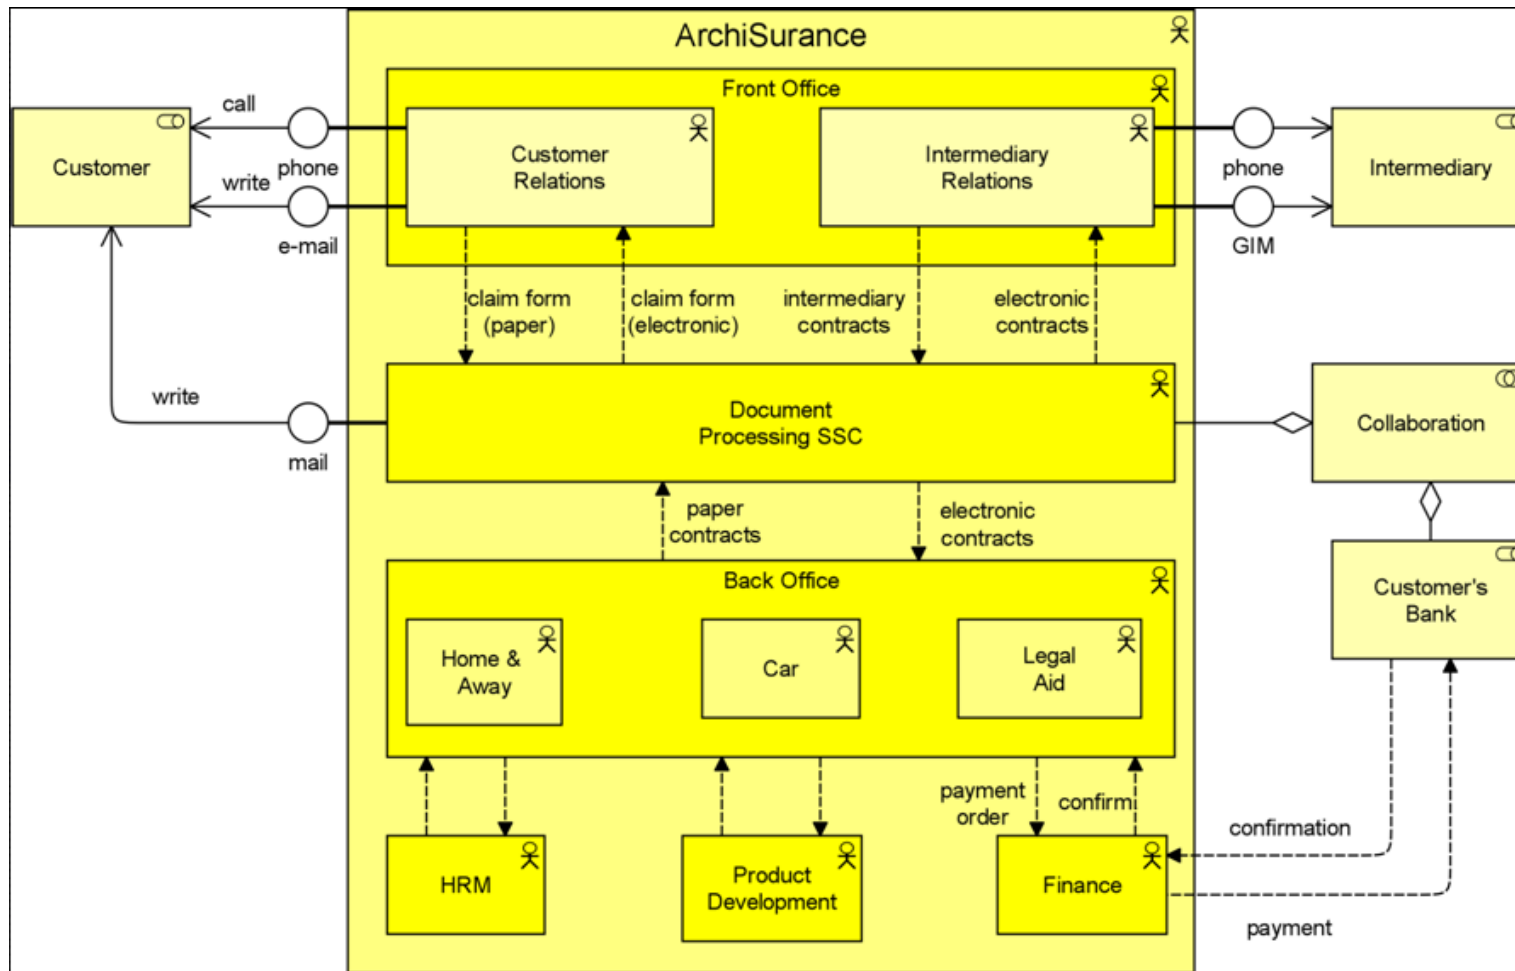 ArchiSurance
Front Office
call
Customer
phone
write
e-mail
Customer
Relations
Intermediary
Relations
phone
GIM
Intermediary
claim form
(paper)
claim form
(electronic)
intermediary
contracts
electronic
contracts
write
mail
Document
Processing SSC
Collaboration
paper
contracts
electronic
contracts
Customer's
Bank
Back Office
Home &
Away
Car
Legal
Aid
payment
order
confirm
confirmation
HRM
Product
Development
Finance
payment